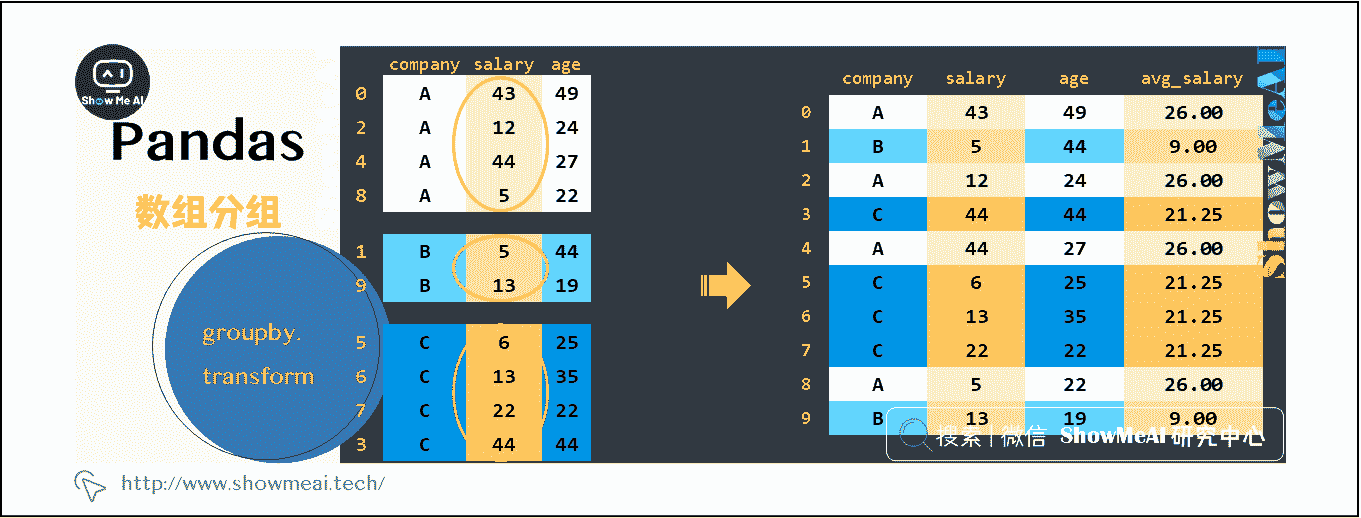 Show Me AI
Pandas
数组分组
groupby.
transform
http://www.showmeai.tech/
company salary age
0 A 43 49
2 A 12 24
4 A 44 27
8 A 5 22
1 B 5 44
9 B 13 19
5 C 6 25
6 C 13 35
7 C 22 22
3 C 44 44
company salary age avg_salary
0 A 43 49 26.00
1 B 5 44 9.00
2 A 12 24 26.00
3 C 44 44 21.25
4 A 44 27 26.00
5 C 6 25 21.25
6 C 13 35 21.25
7 C 22 22 21.25
8 A 5 22 26.00
9 B 13 19 9.00
ShowMeAI
搜索 | 微信 ShowMeAI 研究中心